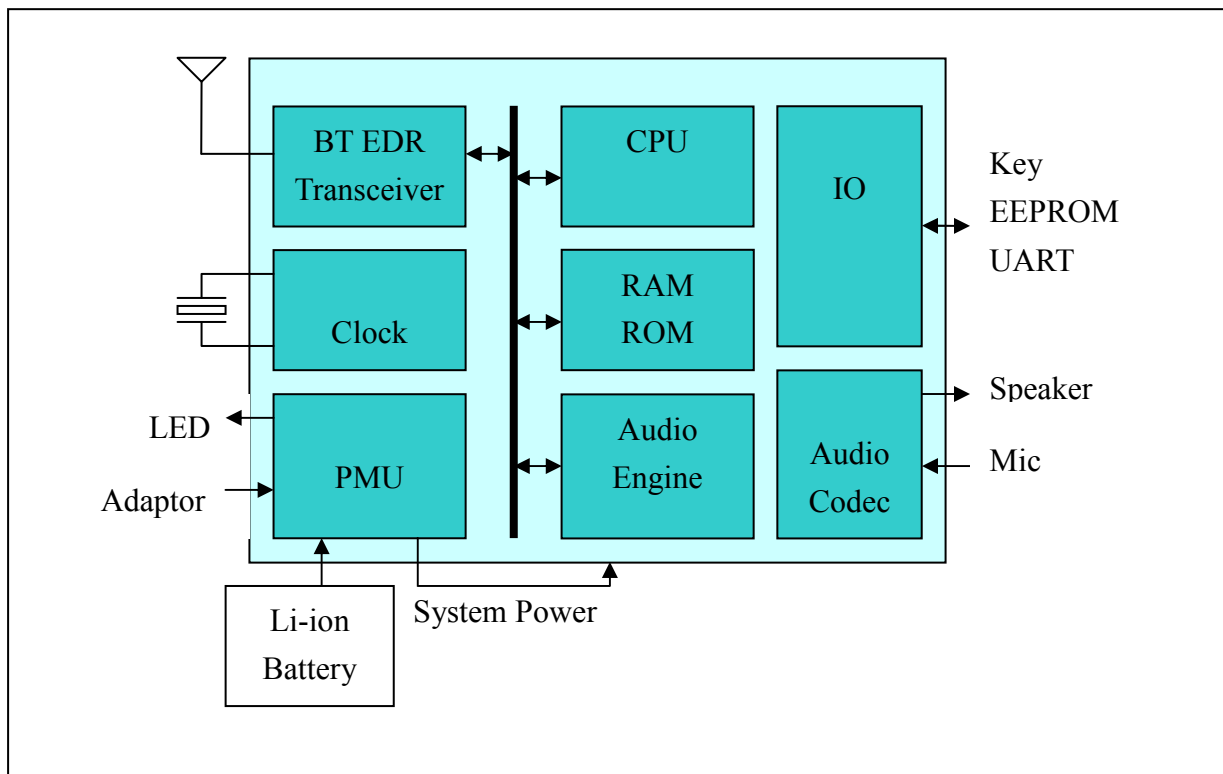 BT EDR
Transceiver
CPU
IO
Key
EEPROM
UART
Clock
RAM
ROM
LED
Adaptor
PMU
Audio
Engine
Audio
Codec
Speaker
Mic
Li-ion
Battery
System Power